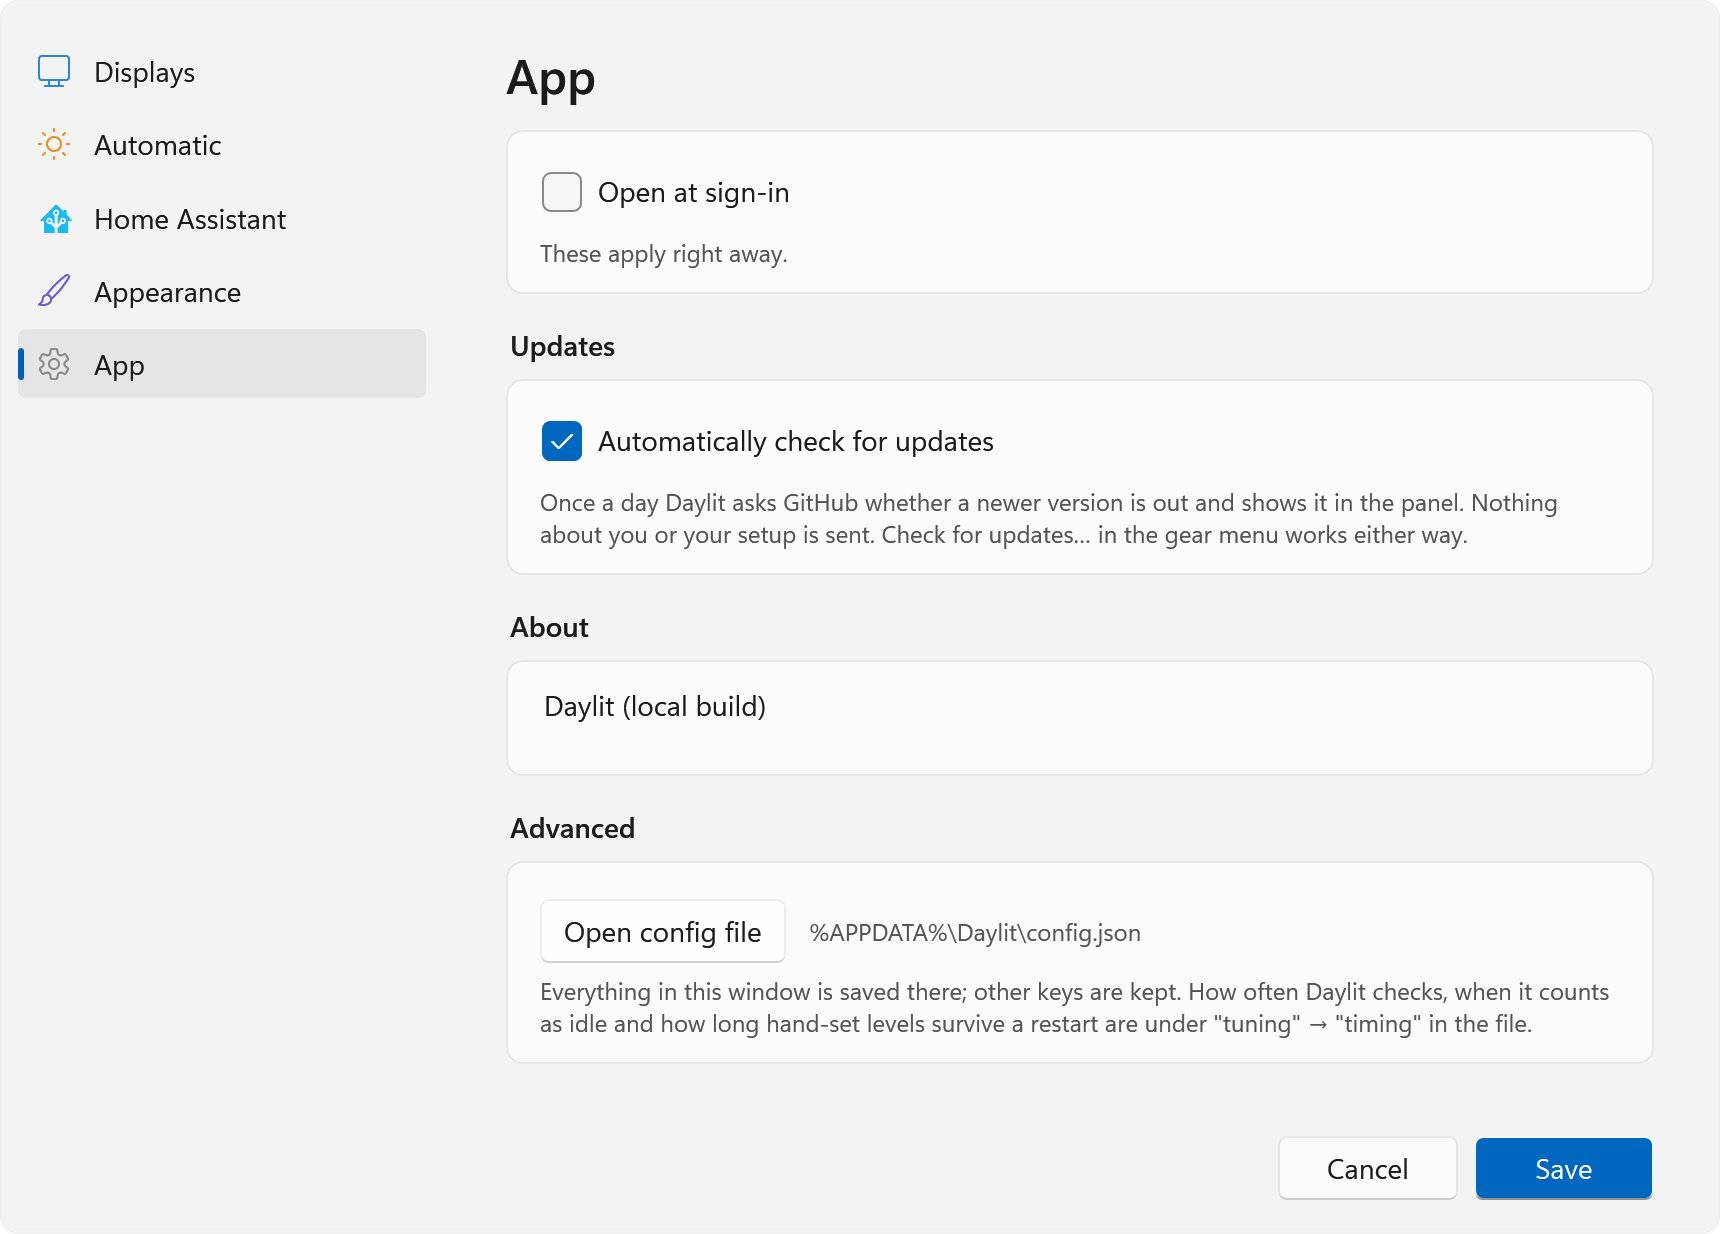 Displays
Automatic
Home Assistant
Appearance
App
App
Open at sign-in
These apply right away.
Updates
Automatically check for updates
Once a day Daylit asks GitHub whether a newer version is out and shows it in the panel. Nothing
about you or your setup is sent. Check for updates... in the gear menu works either way.
About
Daylit (local build)
Advanced
Open config file
%APPDATA%\Daylit\config.json
Everything in this window is saved there; other keys are kept. How often Daylit checks, when it counts
as idle and how long hand-set levels survive a restart are under "tuning" → "timing" in the file.
Cancel
Save